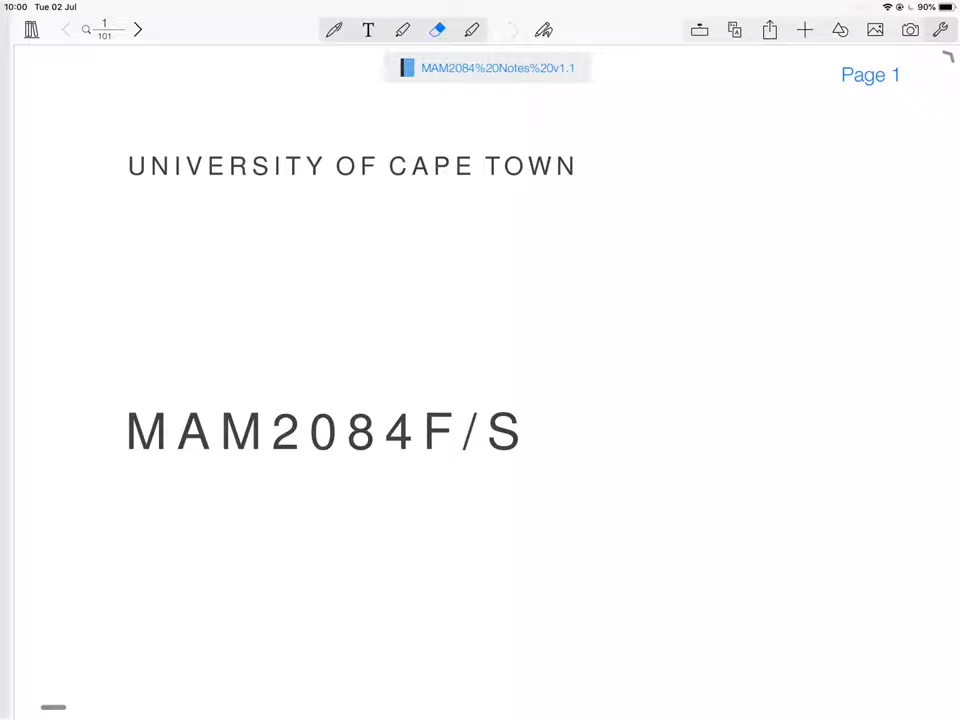 10:00 Tue 02 Jul
90%
1
101
T
MAM2084%20Notes%20v1.1
Page 1
UNIVERSITY OF CAPE TOWN
MAM2084F/S